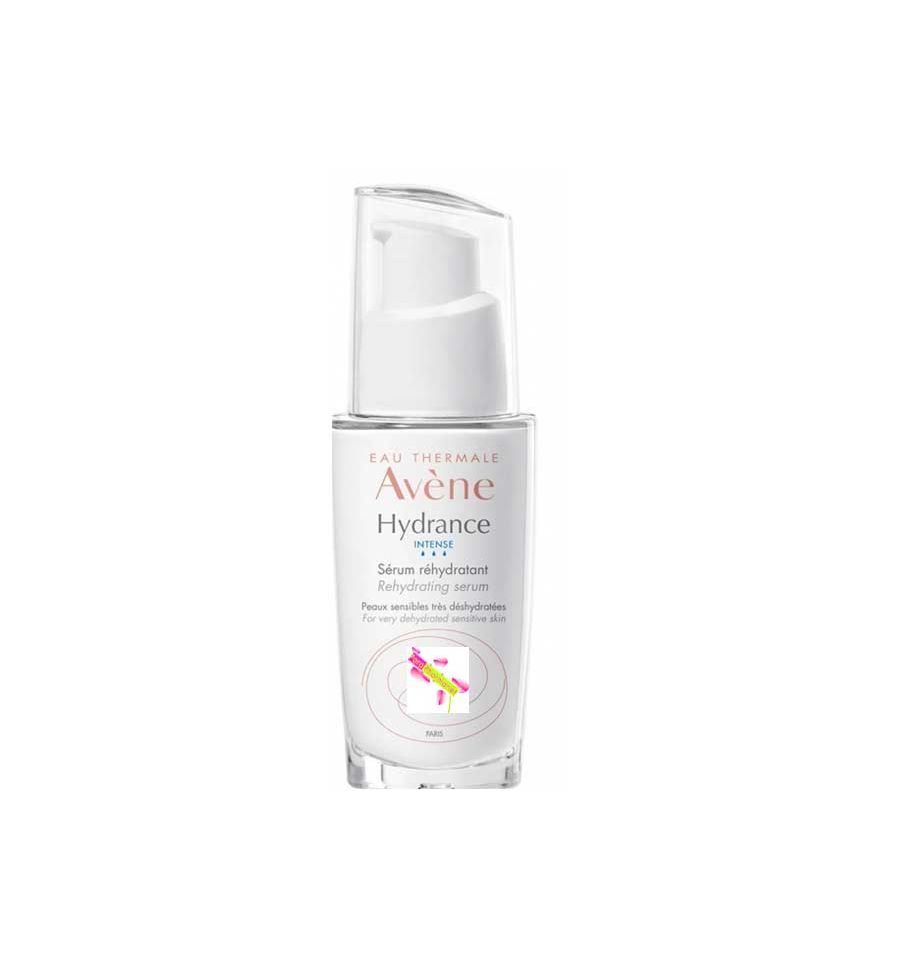 EAU THERMALE
Avène
Hydrance
INTENSE
Sérum réhydratant
Rehydrating serum
Peaux sensibles très déshydratées
For very dehydrated sensitive skin
PARIS